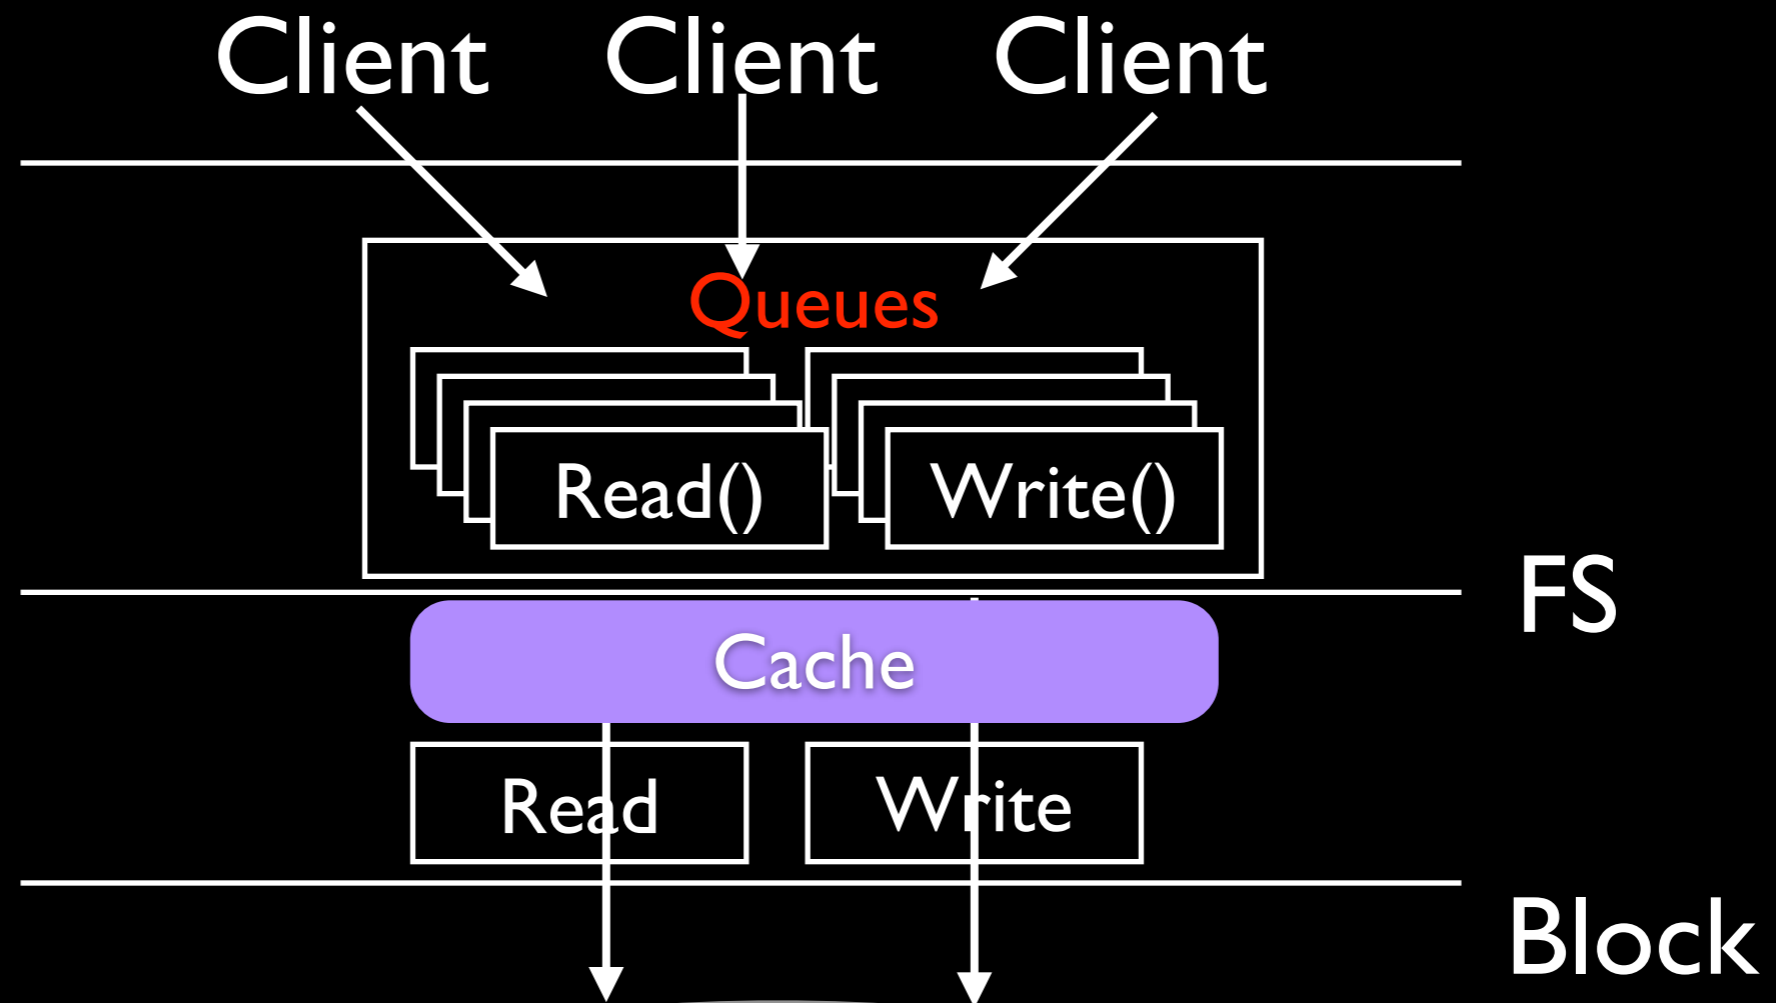 Client Client Client
Queues
Read() Write()
FS
Cache
Read Write
Block